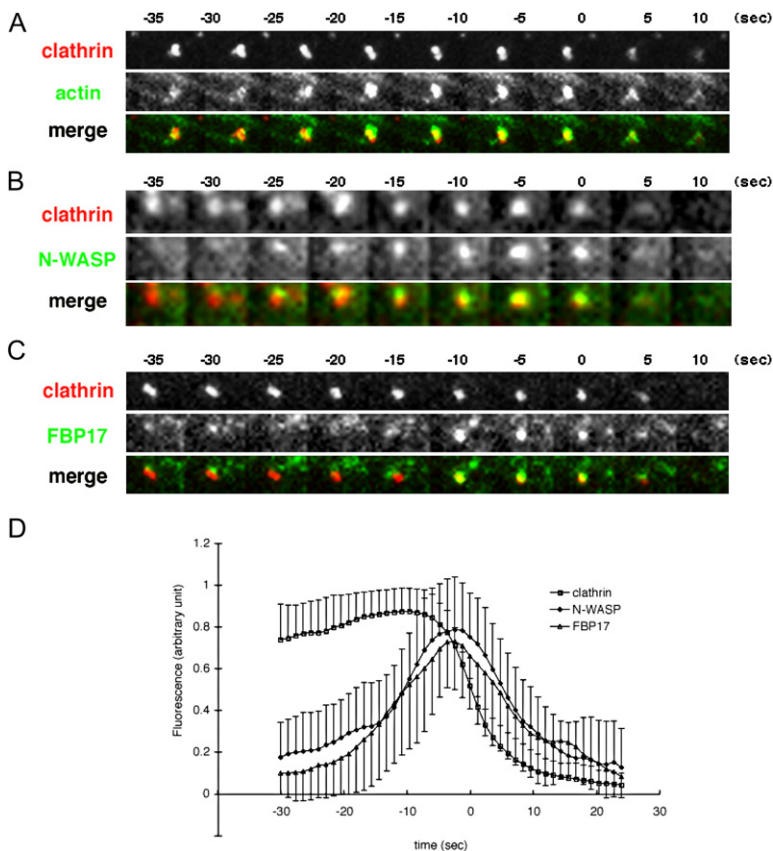 A
-35 -30 -25 -20 -15 -10 -5 0 5 10 (sec)
clathrin
actin
merge
B
-35 -30 -25 -20 -15 -10 -5 0 5 10 (sec)
clathrin
N-WASP
merge
C
-35 -30 -25 -20 -15 -10 -5 0 5 10 (sec)
clathrin
FBP17
merge
D
1.2
1
0.8
0.6
0.4
0.2
0
Fluorescence (arbitrary unit)
clathrin
N-WASP
FBP17
-30 -20 -10 0 10 20 30
time (sec)